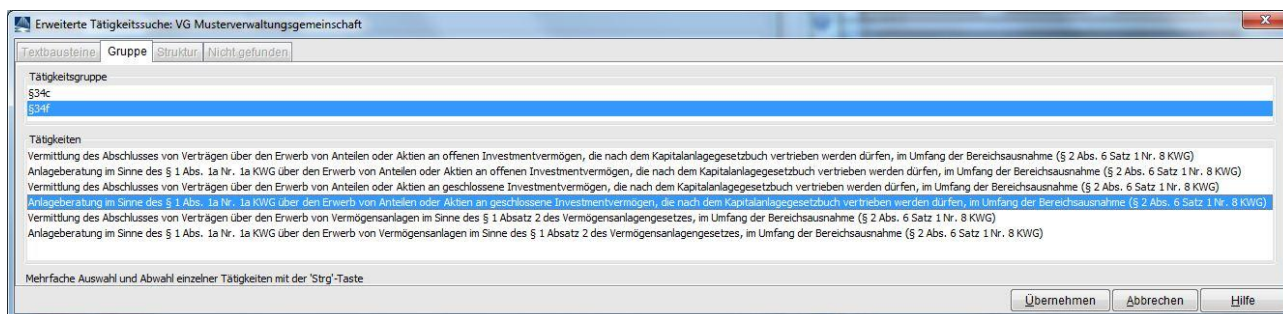 Erweiterte Tätigkeitssuche: VG Musterverwaltungsgemeinschaft
Textbausteine Gruppe Struktur Nicht gefunden
Tätigkeitsgruppe
§34c
§34f
Tätigkeiten
Vermittlung des Abschlusses von Verträgen über den Erwerb von Anteilen oder Aktien an offenen Investmentvermögen, die nach dem Kapitalanlagegesetzbuch vertrieben werden dürfen, im Umfang der Bereichsausnahme (§ 2 Abs. 6 Satz 1 Nr. 8 KWG)
Anlageberatung im Sinne des § 1 Abs. 1a Nr. 1a KWG über den Erwerb von Anteilen oder Aktien an offenen Investmentvermögen, die nach dem Kapitalanlagegesetzbuch vertrieben werden dürfen, im Umfang der Bereichsausnahme (§ 2 Abs. 6 Satz 1 Nr. 8 KWG)
Vermittlung des Abschlusses von Verträgen über den Erwerb von Anteilen oder Aktien an geschlossene Investmentvermögen, die nach dem Kapitalanlagegesetzbuch vertrieben werden dürfen, im Umfang der Bereichsausnahme (§ 2 Abs. 6 Satz 1 Nr. 8 KWG)
Anlageberatung im Sinne des § 1 Abs. 1a Nr. 1a KWG über den Erwerb von Anteilen oder Aktien an geschlossene Investmentvermögen, die nach dem Kapitalanlagegesetzbuch vertrieben werden dürfen, im Umfang der Bereichsausnahme (§ 2 Abs. 6 Satz 1 Nr. 8 KWG)
Vermittlung des Abschlusses von Verträgen über den Erwerb von Vermögensanlagen im Sinne des § 1 Absatz 2 des Vermögensanlagengesetzes, im Umfang der Bereichsausnahme (§ 2 Abs. 6 Satz 1 Nr. 8 KWG)
Anlageberatung im Sinne des § 1 Abs. 1a Nr. 1a KWG über den Erwerb von Vermögensanlagen im Sinne des § 1 Absatz 2 des Vermögensanlagengesetzes, im Umfang der Bereichsausnahme (§ 2 Abs. 6 Satz 1 Nr. 8 KWG)
Mehrfache Auswahl und Abwahl einzelner Tätigkeiten mit der 'Strg'-Taste
Übernehmen Abbrechen Hilfe